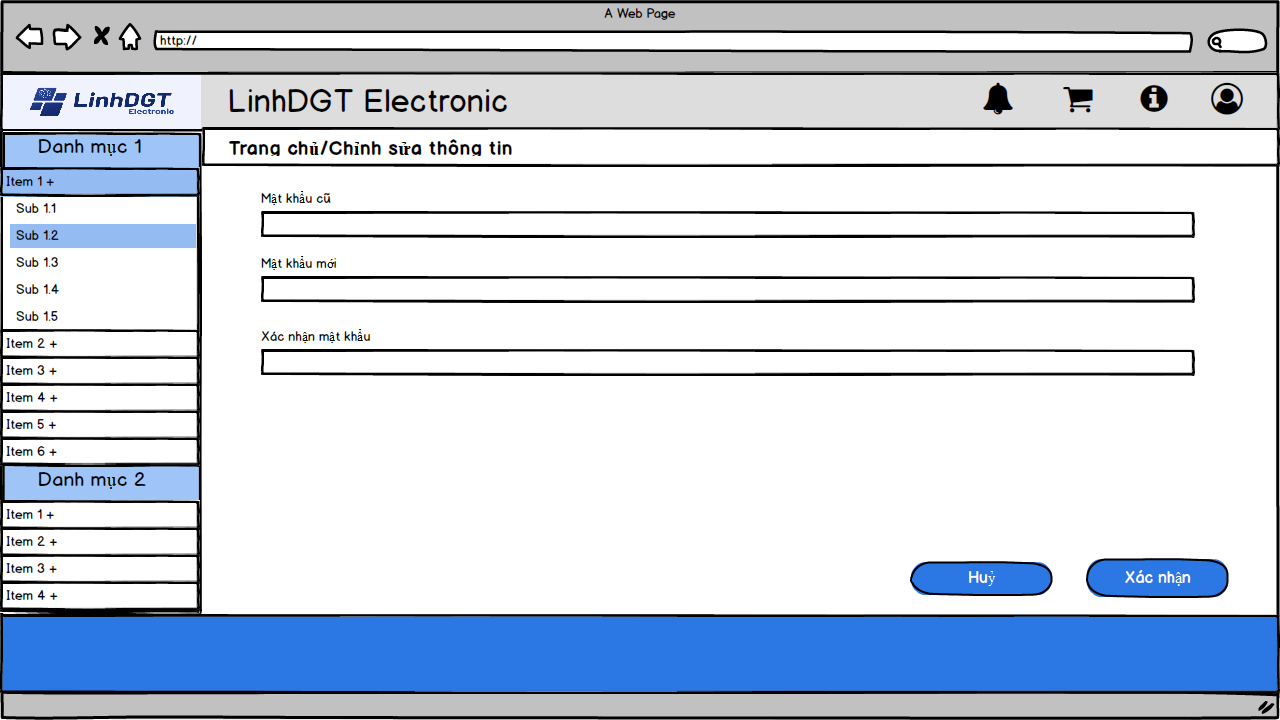 A Web Page
http://
LinhDGT
Electronic
LinhDGT Electronic
Danh mục 1
Item 1 +
Sub 1.1
Sub 1.2
Sub 1.3
Sub 1.4
Sub 1.5
Item 2 +
Item 3 +
Item 4 +
Item 5 +
Item 6 +
Danh mục 2
Item 1 +
Item 2 +
Item 3 +
Item 4 +
Trang chủ/Chỉnh sửa thông tin
Mật khẩu cũ
Mật khẩu mới
Xác nhận mật khẩu
Huỷ
Xác nhận